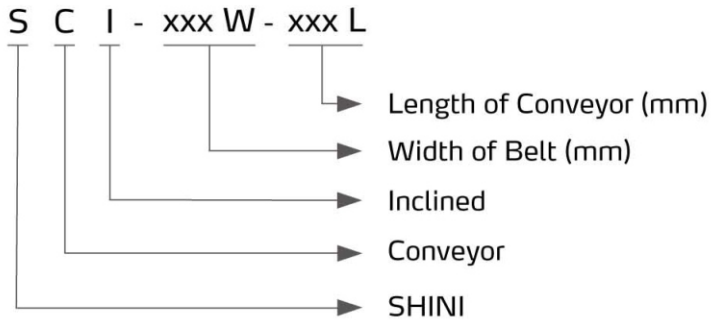 S C I - xxx W - xxx L
Length of Conveyor (mm)
Width of Belt (mm)
Inclined
Conveyor
SHINI